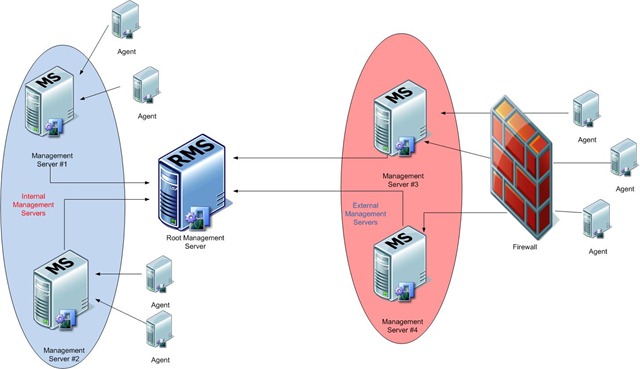 Agent
MS
Agent
Management
Server #1
Internal
Management
Servers
RMS
Root Management
Server
MS
Management
Server #2
Agent
Agent
MS
Management
Server #3
External
Management
Servers
MS
Management
Server #4
Firewall
Agent
Agent
Agent